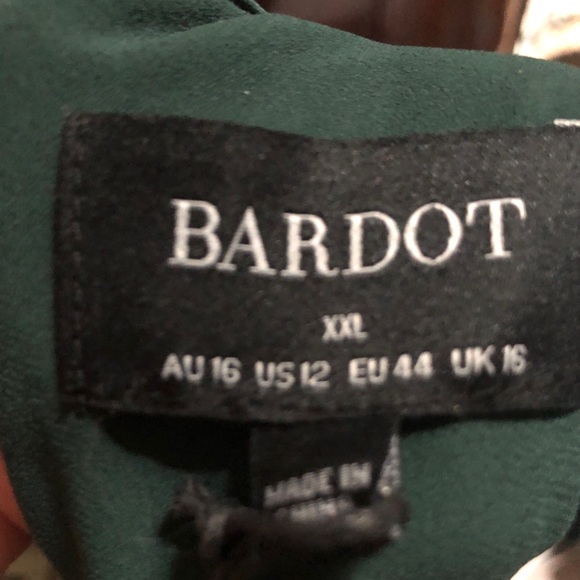 BARDOT
XXL
AU 16 US 12 EU 44 UK 16
MADE IN